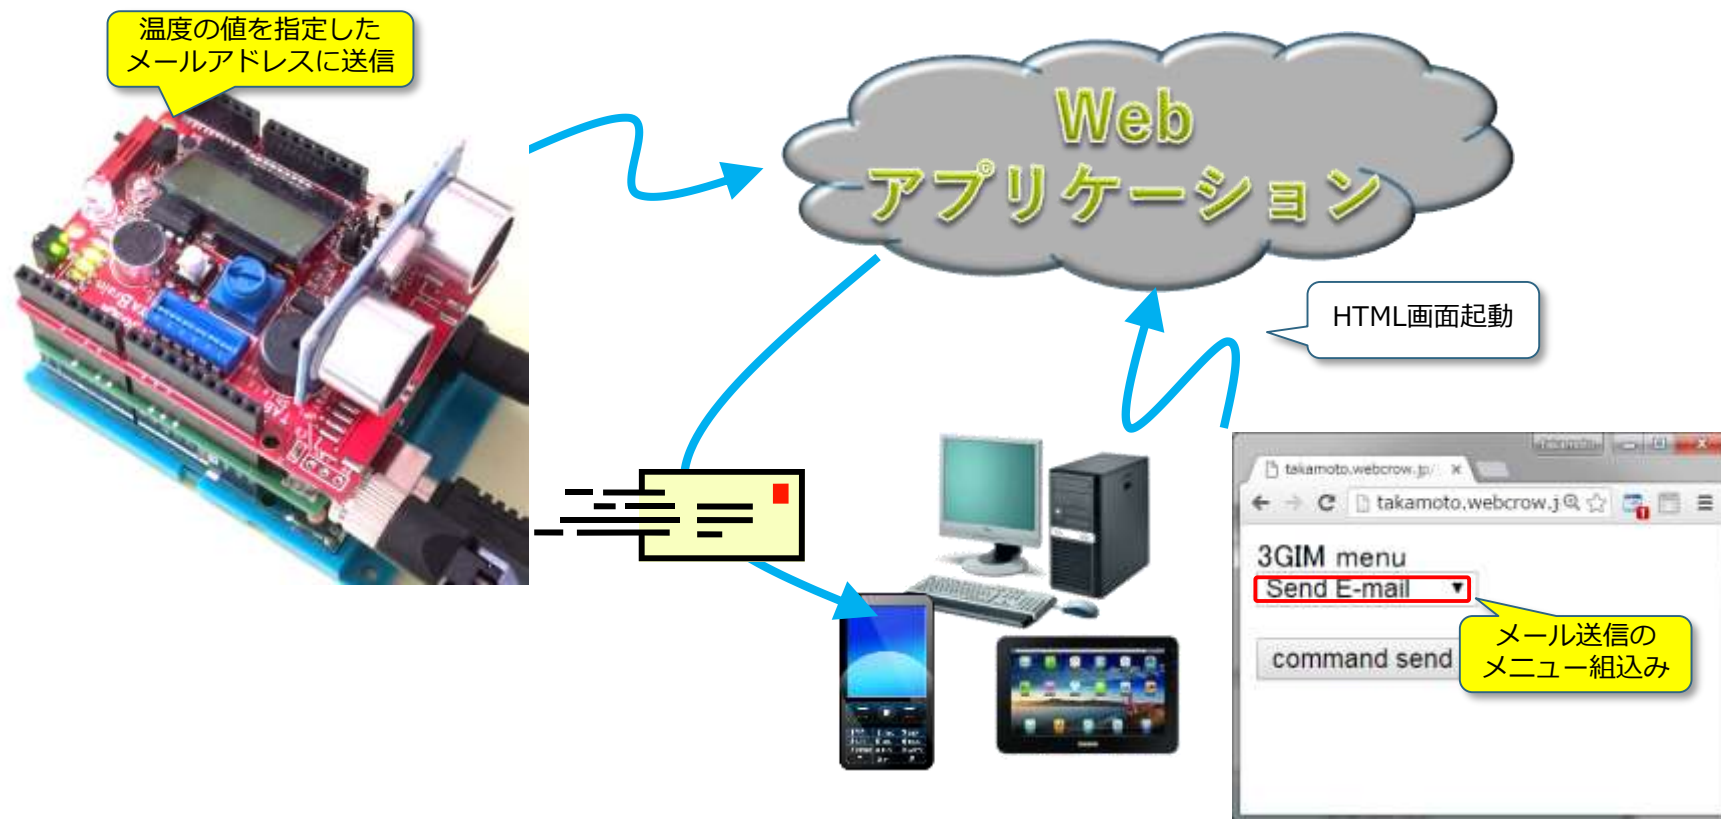 温度の値を指定した
メールアドレスに送信
Web
アプリケーション
HTML画面起動
takamoto.webcrow.jp/
takamoto.webcrow.j
3GIM menu
Send E-mail
command send
メール送信の
メニュー組込み